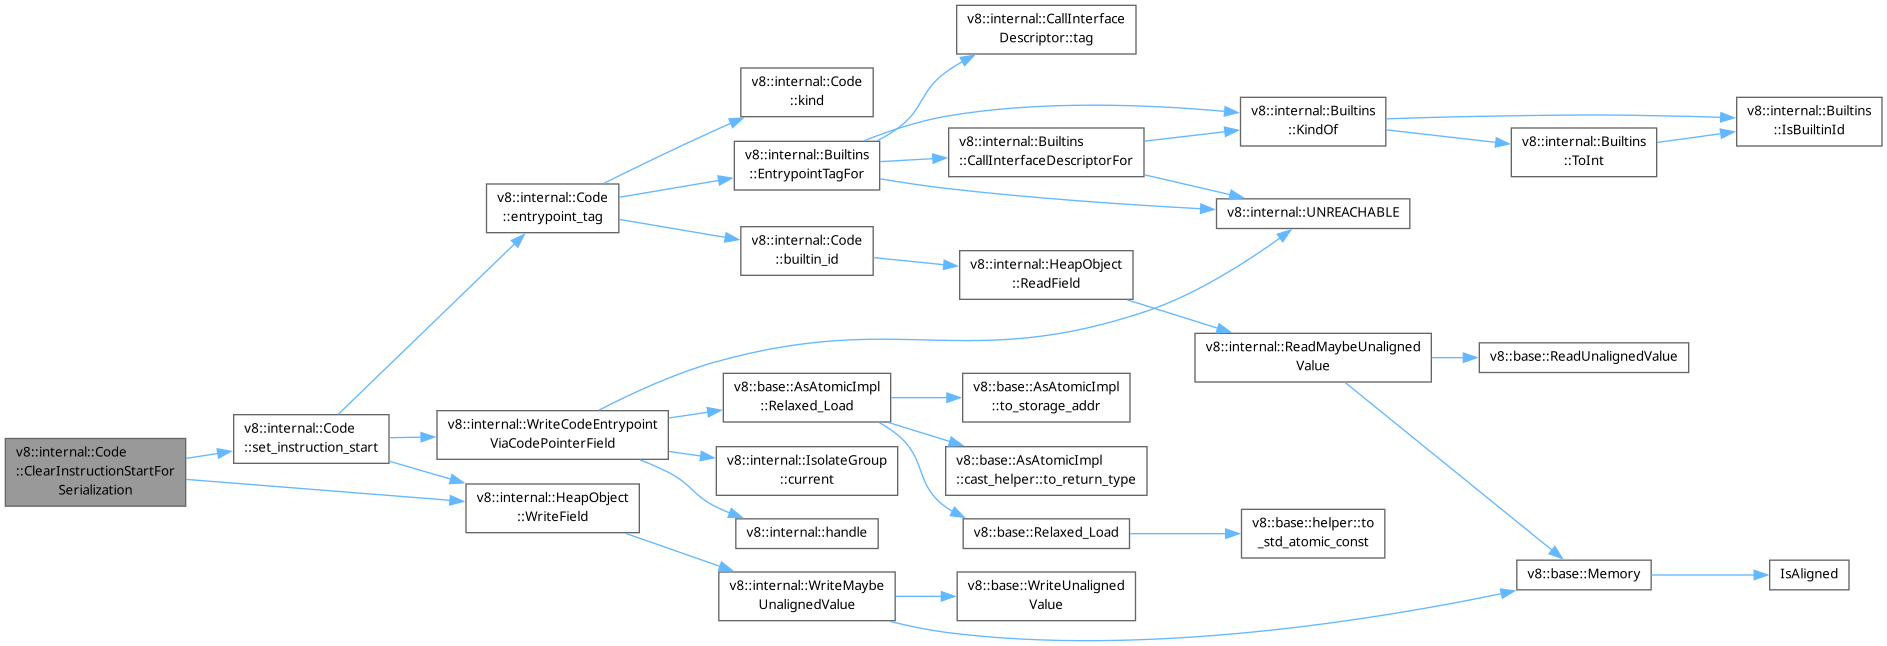 v8::internal::CallInterface
Descriptor::tag
v8::internal::Code
::kind
v8::internal::Builtins
::KindOf
v8::internal::Builtins
::IsBuiltinId
v8::internal::Builtins
::EntrypointTagFor
v8::internal::Builtins
::CallInterfaceDescriptorFor
v8::internal::Builtins
::ToInt
v8::internal::Code
::entrypoint_tag
v8::internal::UNREACHABLE
v8::internal::Code
::builtin_id
v8::internal::HeapObject
::ReadField
v8::internal::ReadMaybeUnaligned
Value
v8::base::ReadUnalignedValue
v8::base::AsAtomicImpl
::Relaxed_Load
v8::base::AsAtomicImpl
::to_storage_addr
v8::internal::Code
::set_instruction_start
v8::internal::WriteCodeEntrypoint
ViaCodePointerField
v8::internal::Code
::ClearInstructionStartFor
Serialization
v8::internal::IsolateGroup
::current
v8::base::AsAtomicImpl
::cast_helper::to_return_type
v8::internal::HeapObject
::WriteField
v8::internal::handle
v8::base::Relaxed_Load
v8::base::helper::to
_std_atomic_const
v8::internal::WriteMaybe
UnalignedValue
v8::base::WriteUnaligned
Value
v8::base::Memory
IsAligned